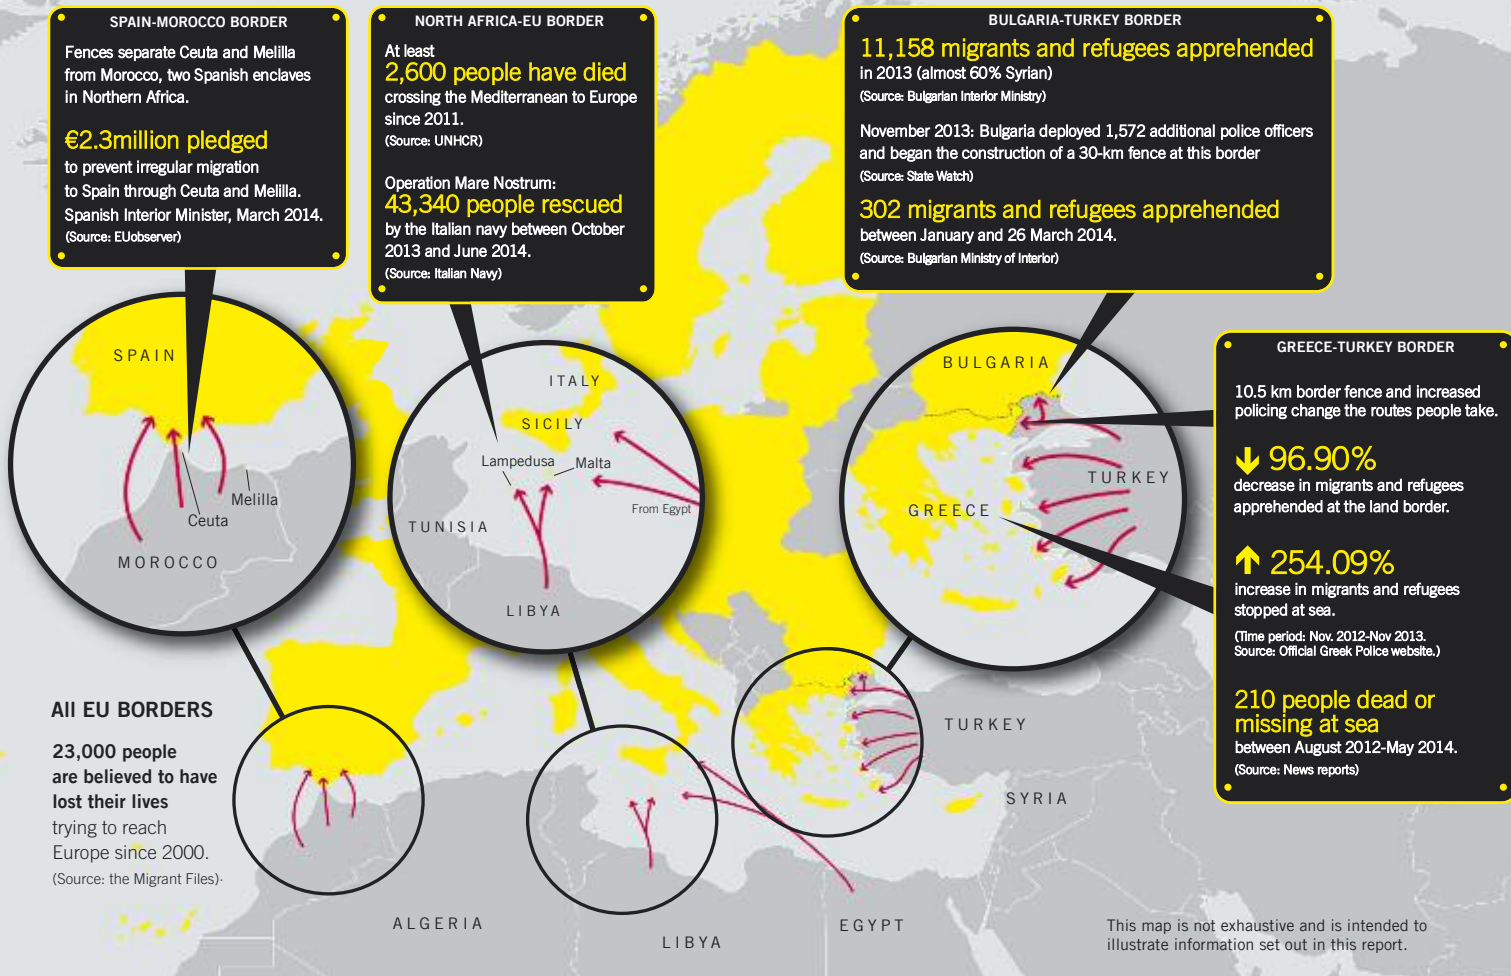 SPAIN-MOROCCO BORDER
Fences separate Ceuta and Melilla
from Morocco, two Spanish enclaves
in Northern Africa.
€2.3million pledged
to prevent irregular migration
to Spain through Ceuta and Melilla.
Spanish Interior Minister, March 2014.
(Source: EUobserver)
NORTH AFRICA-EU BORDER
At least
2,600 people have died
crossing the Mediterranean to Europe
since 2011.
(Source: UNHCR)
Operation Mare Nostrum:
43,340 people rescued
by the Italian navy between October
2013 and June 2014.
(Source: Italian Navy)
BULGARIA-TURKEY BORDER
11,158 migrants and refugees apprehended
in 2013 (almost 60% Syrian)
(Source: Bulgarian Interior Ministry)
November 2013: Bulgaria deployed 1,572 additional police officers
and began the construction of a 30-km fence at this border
(Source: State Watch)
302 migrants and refugees apprehended
between January and 26 March 2014.
(Source: Bulgarian Ministry of Interior)
GREECE-TURKEY BORDER
10.5 km border fence and increased
policing change the routes people take.
96.90%
decrease in migrants and refugees
apprehended at the land border.
254.09%
increase in migrants and refugees
stopped at sea.
(Time period: Nov. 2012-Nov 2013.
Source: Official Greek Police website.)
210 people dead or
missing at sea
between August 2012-May 2014.
(Source: News reports)
SPAIN
Melilla
Ceuta
MOROCCO
ITALY
SICILY
Lampedusa
Malta
From Egypt
TUNISIA
LIBYA
BULGARIA
TURKEY
GREECE
All EU BORDERS
23,000 people
are believed to have
lost their lives
trying to reach
Europe since 2000.
(Source: the Migrant Files).
TURKEY
SYRIA
ALGERIA
LIBYA
EGYPT
This map is not exhaustive and is intended to
illustrate information set out in this report.